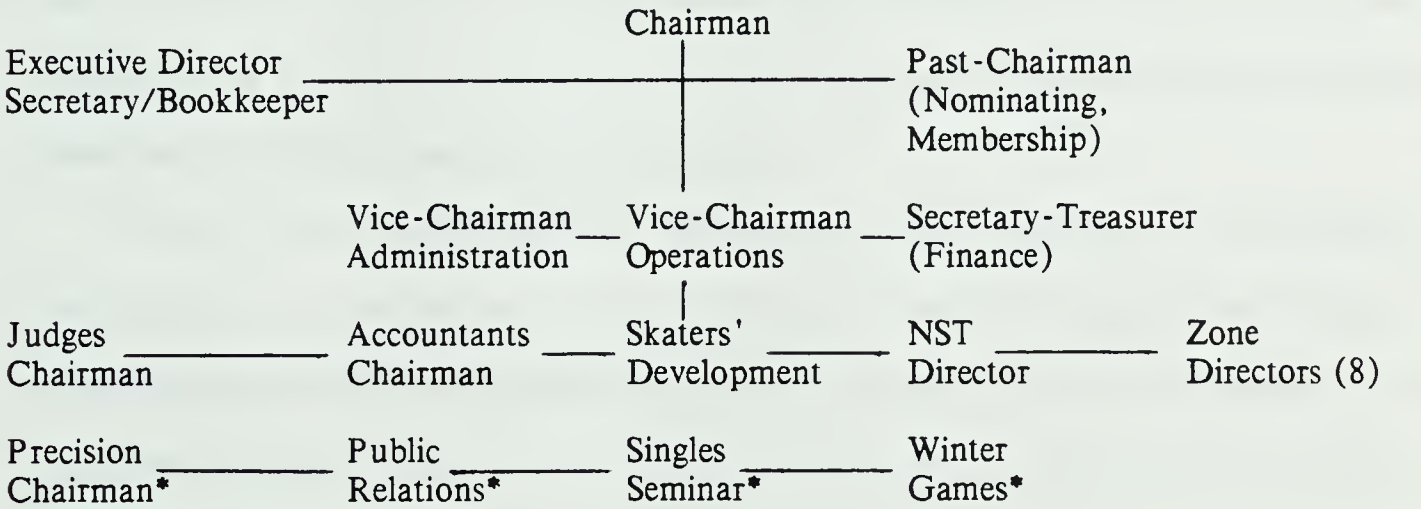 Chairman
Executive Director
Secretary/Bookkeeper
Past-Chairman
(Nominating,
Membership)
Vice-Chairman
Administration
Vice-Chairman
Operations
Secretary-Treasurer
(Finance)
Judges
Chairman
Accountants
Chairman
Skaters'
Development
NST
Director
Zone
Directors (8)
Precision
Chairman*
Public
Relations*
Singles
Seminar*
Winter
Games*